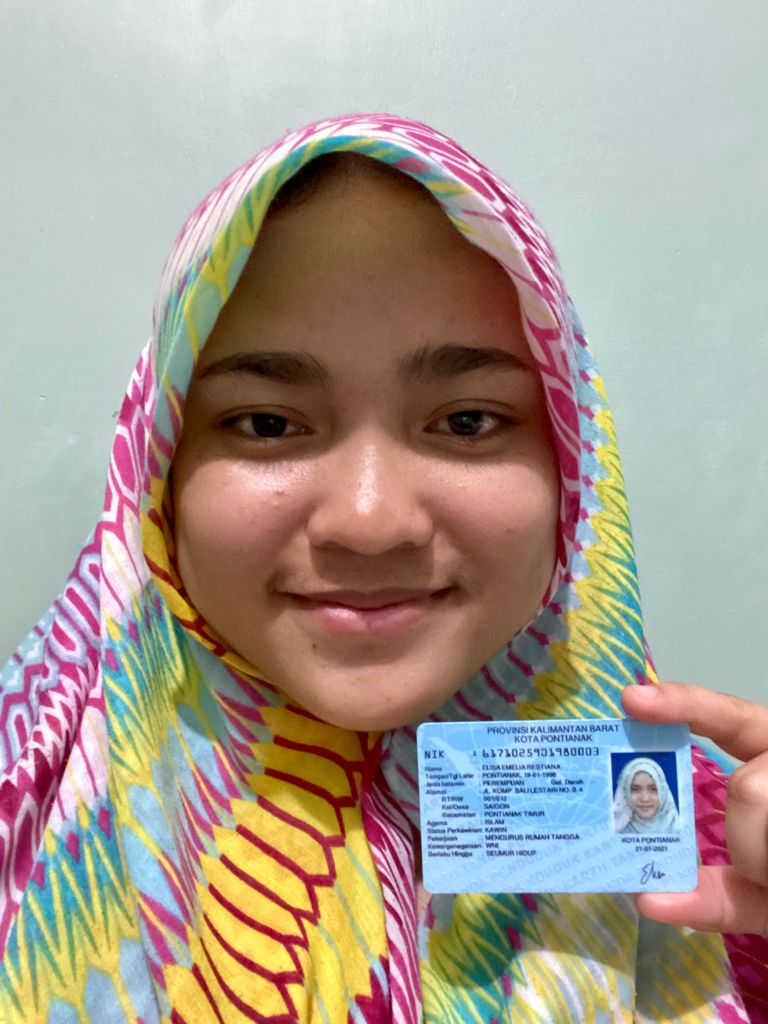 PROVINSI KALIMANTAN BARAT
KOTA PONTIANAK
NIK : 6171025901980003
Nama : ELISA EMELIA RESTIANA
Tempat/Tgl Lahir : PONTIANAK, 19-01-1998
Jenis kelamin : PEREMPUAN Gol. Darah
Alamat : JL. KOMP. BALI LESTARI NO. B.4
RT/RW : 001/012
Kel/Desa : SAIGON
Kecamatan : PONTIANAK TIMUR
Agama : ISLAM
Status Perkawinan: KAWIN
Pekerjaan : MENGURUS RUMAH TANGGA
Kewarganegaraan: WNI
Berlaku Hingga : SEUMUR HIDUP
KOTA PONTIANAK
21-01-2021